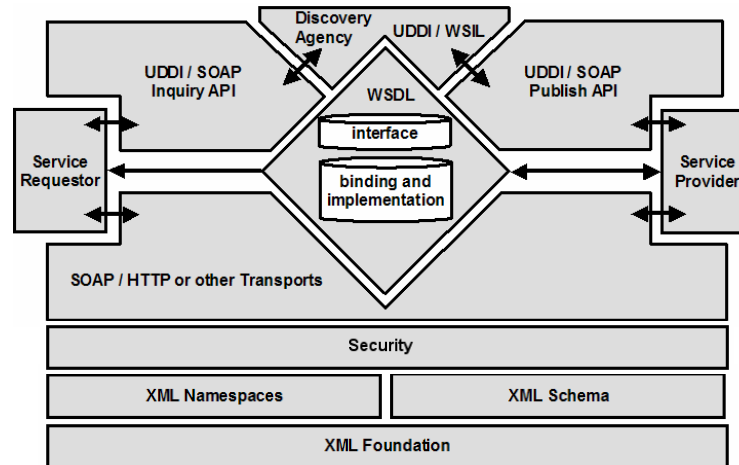 Discovery
Agency
UDDI / WSIL
UDDI / SOAP
Inquiry API
WSDL
UDDI / SOAP
Publish API
interface
Service
Requestor
binding and
implementation
Service
Provider
SOAP / HTTP or other Transports
Security
XML Namespaces
XML Schema
XML Foundation